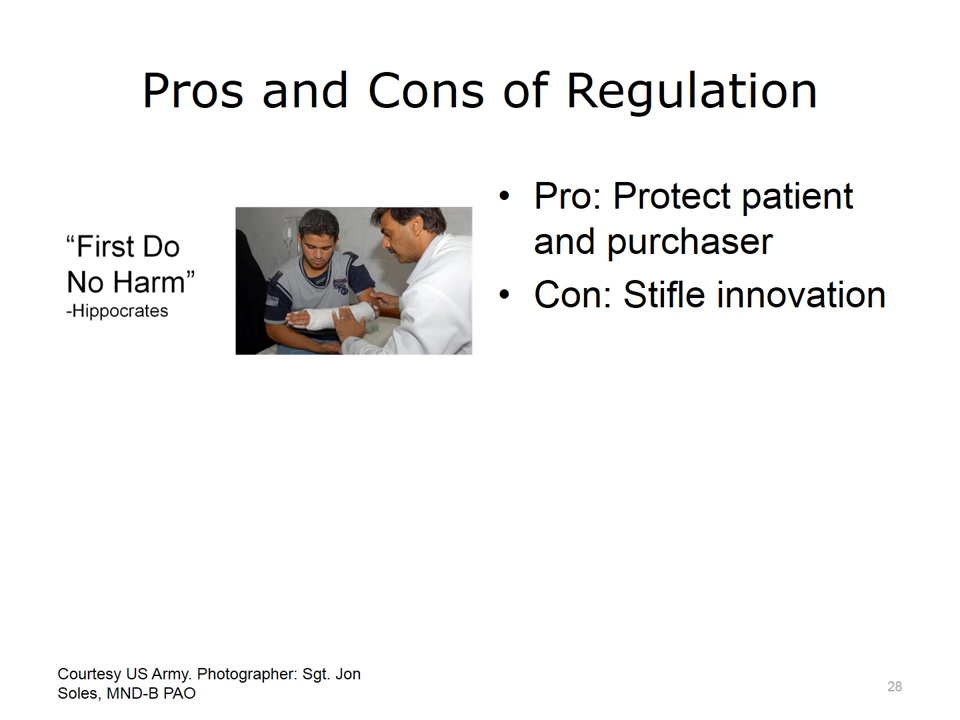 Pros and Cons of Regulation
“First Do
No Harm”
-Hippocrates
• Pro: Protect patient
and purchaser
• Con: Stifle innovation
Courtesy US Army. Photographer: Sgt. Jon
Soles, MND-B PAO
28